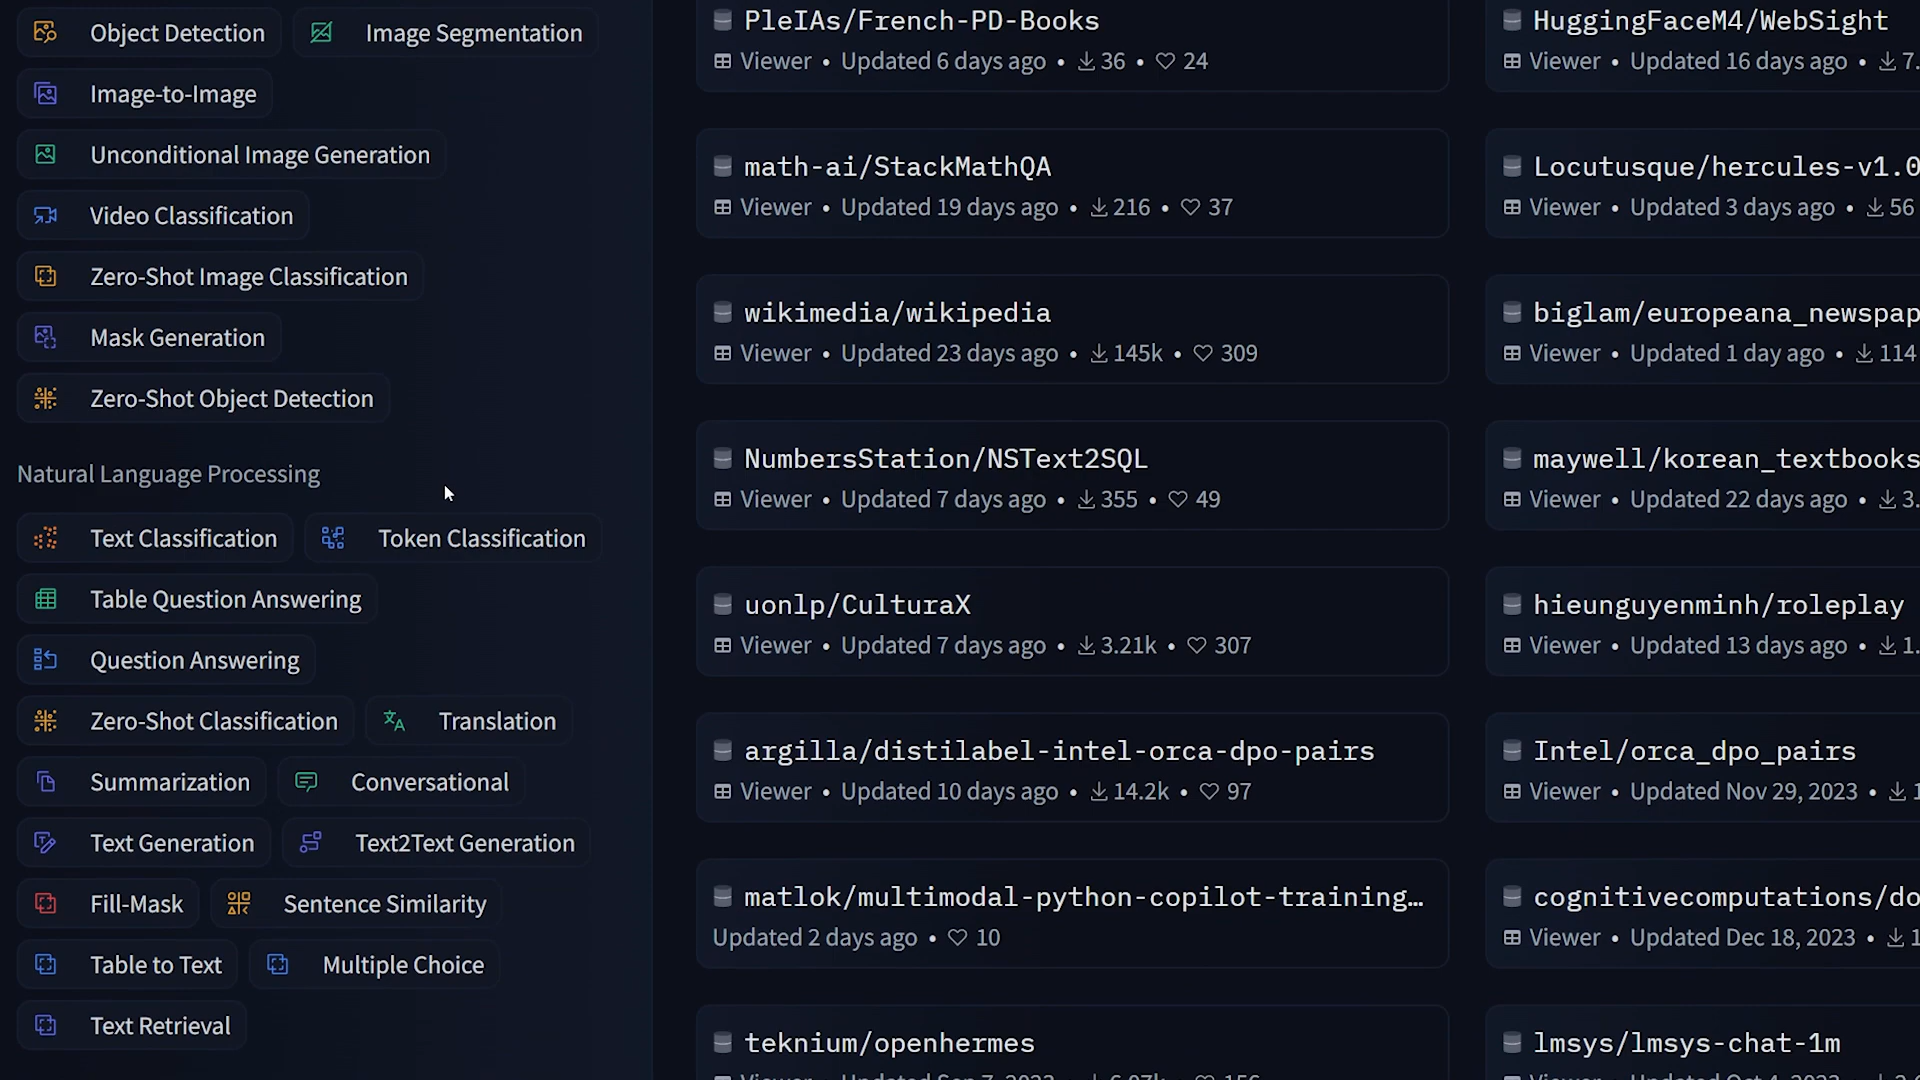 Object Detection
Image Segmentation
Image-to-Image
Unconditional Image Generation
Video Classification
Zero-Shot Image Classification
Mask Generation
Zero-Shot Object Detection
Natural Language Processing
Text Classification
Token Classification
Table Question Answering
Question Answering
Zero-Shot Classification
Translation
Summarization
Conversational
Text Generation
Text2Text Generation
Fill-Mask
Sentence Similarity
Table to Text
Multiple Choice
Text Retrieval
PleIAs/French-PD-Books
Viewer • Updated 6 days ago • 36 • 24
math-ai/StackMathQA
Viewer • Updated 19 days ago • 216 • 37
wikimedia/wikipedia
Viewer • Updated 23 days ago • 145k • 309
NumbersStation/NSText2SQL
Viewer • Updated 7 days ago • 355 • 49
uonlp/CulturaX
Viewer • Updated 7 days ago • 3.21k • 307
argilla/distilabel-intel-orca-dpo-pairs
Viewer • Updated 10 days ago • 14.2k • 97
matlok/multimodal-python-copilot-training…
Updated 2 days ago • 10
teknium/openhermes
HuggingFaceM4/WebSight
Viewer • Updated 16 days ago • 7.
Locutusque/hercules-v1.0
Viewer • Updated 3 days ago • 56
biglam/europeana_newspap
Viewer • Updated 1 day ago • 114
maywell/korean_textbooks
Viewer • Updated 22 days ago • 3.
hieunguyenminh/roleplay
Viewer • Updated 13 days ago • 1.
Intel/orca_dpo_pairs
Viewer • Updated Nov 29, 2023 • 1
cognitivecomputations/do
Viewer • Updated Dec 18, 2023 • 1
lmsys/lmsys-chat-1m